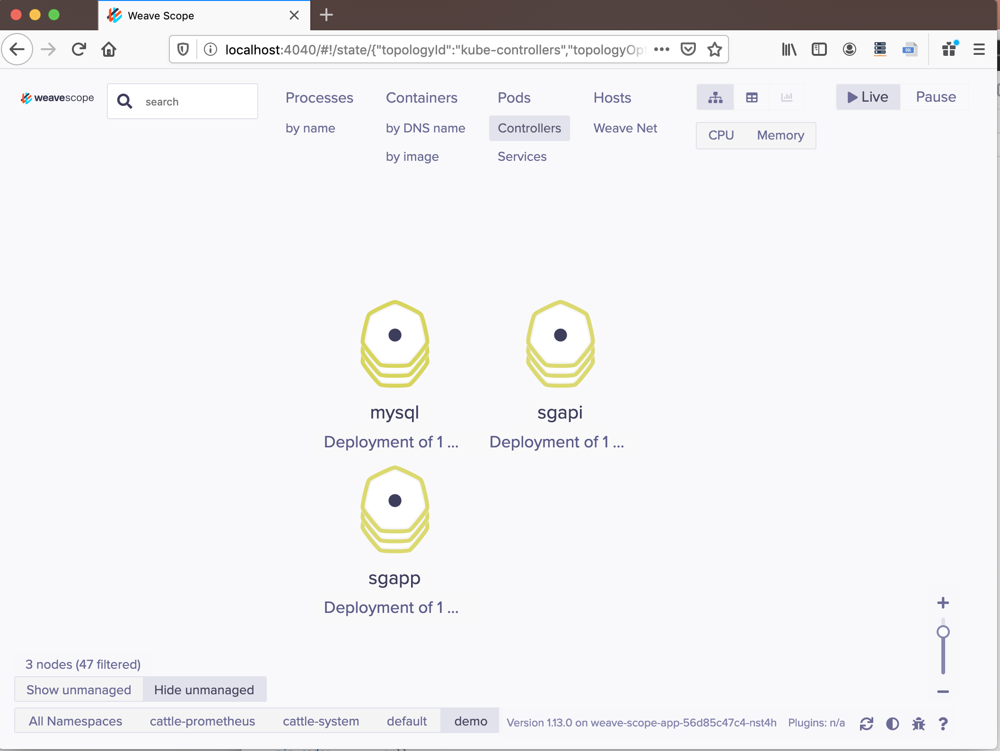 Weave Scope
localhost:4040/#!/state/{"topologyId":"kube-controllers","topologyOpt
SQL
weavescope
search
Processes
by name
Containers
by DNS name
by image
Pods
Controllers
Services
Hosts
Weave Net
Live
Pause
CPU
Memory
mysql
Deployment of 1 ...
sgapi
Deployment of 1 ...
sgapp
Deployment of 1 ...
3 nodes (47 filtered)
Show unmanaged
Hide unmanaged
All Namespaces cattle-prometheus cattle-system default demo
Version 1.13.0 on weave-scope-app-56d85c47c4-nst4h Plugins: n/a